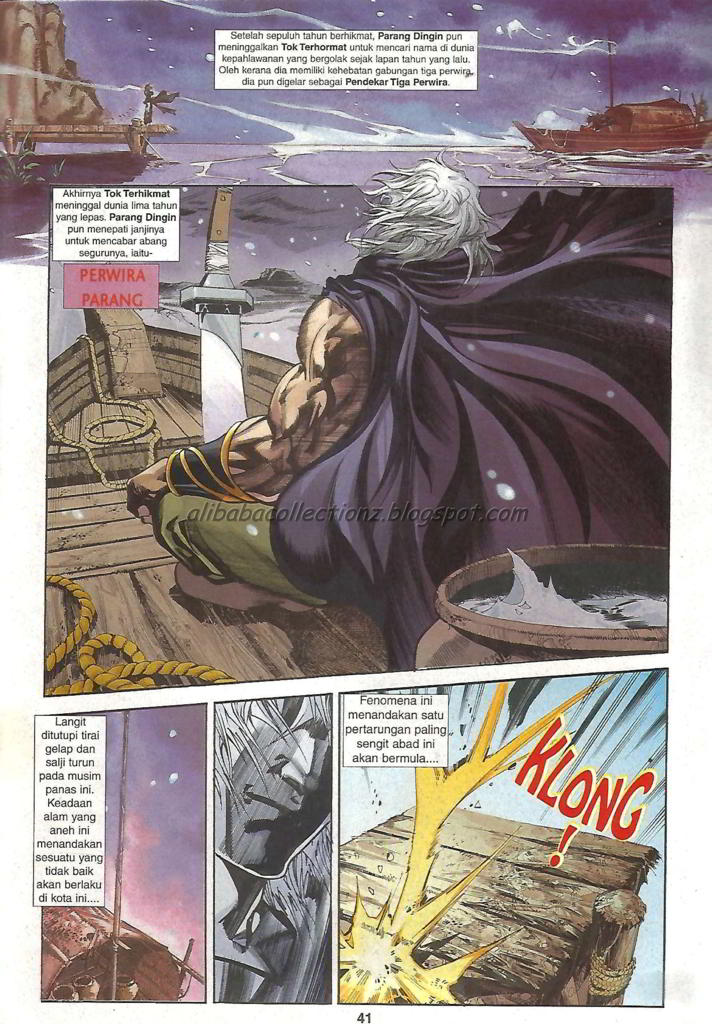 Setelah sepuluh tahun berhikmat, Parang Dingin pun
meninggalkan Tok Terhormat untuk mencari nama di dunia
kepahlawanan yang bergolak sejak lapan tahun yang lalu.
Oleh kerana dia memiliki kehebatan gabungan tiga perwira,
dia pun digelar sebagai Pendekar Tiga Perwira.
Akhirnya Tok Terhikmat
meninggal dunia lima tahun
yang lepas. Parang Dingin
pun menepati janjinya
untuk mencabar abang
segurunya, iaitu-
PERWIRA
PARANG
alibabacollectionz.blogspot.com
Langit
ditutupi tirai
gelap dan
salji turun
pada musim
panas ini.
Keadaan
alam yang
aneh ini
menandakan
sesuatu yang
tidak baik
akan berlaku
di kota ini....
Fenomena ini
menandakan satu
pertarungan paling
sengit abad ini
akan bermula....
KLONG
!
41